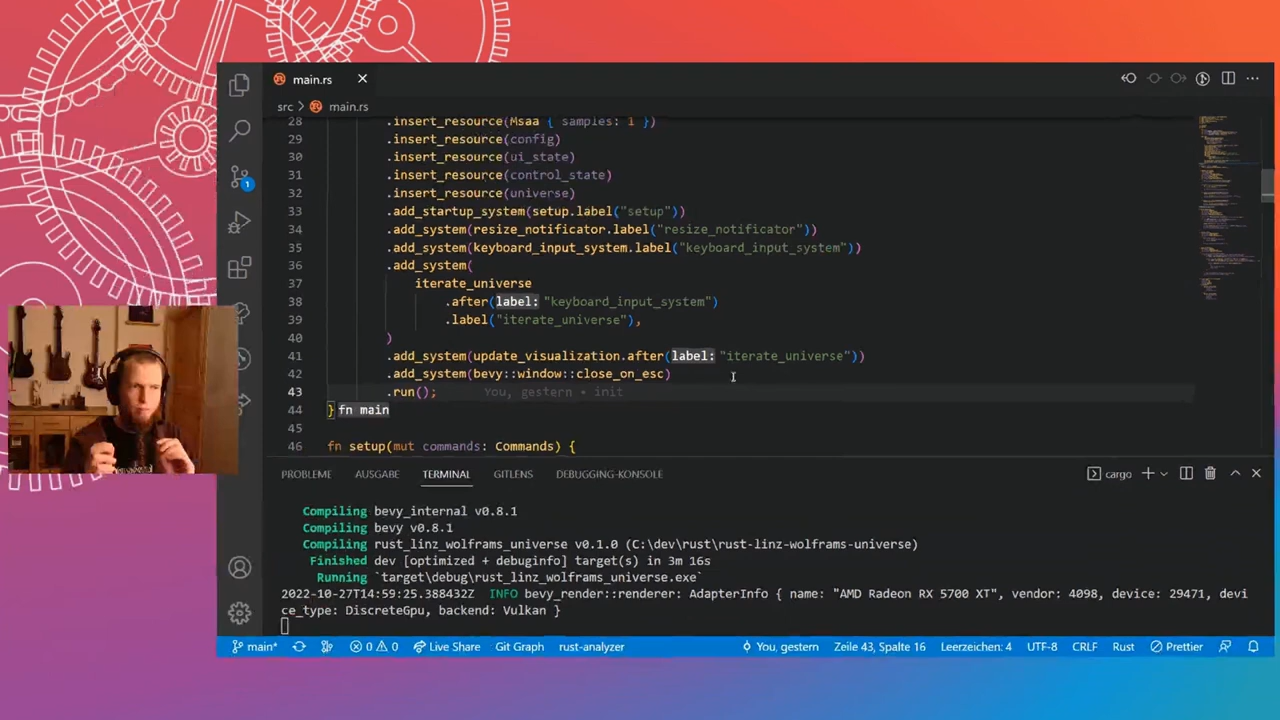 main.rs
src
main.rs
28 .insert_resource(Msaa { samples: 1 })
29 .insert_resource(config)
30 .insert_resource(ui_state)
31 .insert_resource(control_state)
32 .insert_resource(universe)
33 .add_startup_system(setup.label("setup"))
34 .add_system(resize_notificator.label("resize_notificator"))
35 .add_system(keyboard_input_system.label("keyboard_input_system"))
36 .add_system(
37 iterate_universe
38 .after(label: "keyboard_input_system")
39 .label("iterate_universe"),
40 )
41 .add_system(update_visualization.after(label: "iterate_universe"))
42 .add_system(bevy::window::close_on_esc)
43 .run(); You, gestern • init
44 } fn main
45
46 fn setup(mut commands: Commands) {
1
PROBLEME AUSGABE TERMINAL GITLENS DEBUGGING-KONSOLE cargo
Compiling bevy_internal v0.8.1
Compiling bevy v0.8.1
Compiling rust_linz_wolframs_universe v0.1.0 (C:\dev\rust\rust-linz-wolframs-universe)
Finished dev [optimized + debuginfo] target(s) in 3m 16s
Running `target\debug\rust_linz_wolframs_universe.exe`
2022-10-27T14:59:25.388432Z INFO bevy_render::renderer: AdapterInfo { name: "AMD Radeon RX 5700 XT", vendor: 4098, device: 29471, devi
ce_type: DiscreteGpu, backend: Vulkan }
main* 0 0 Live Share Git Graph rust-analyzer You, gestern Zeile 43, Spalte 16 Leerzeichen: 4 UTF-8 CRLF Rust Prettier